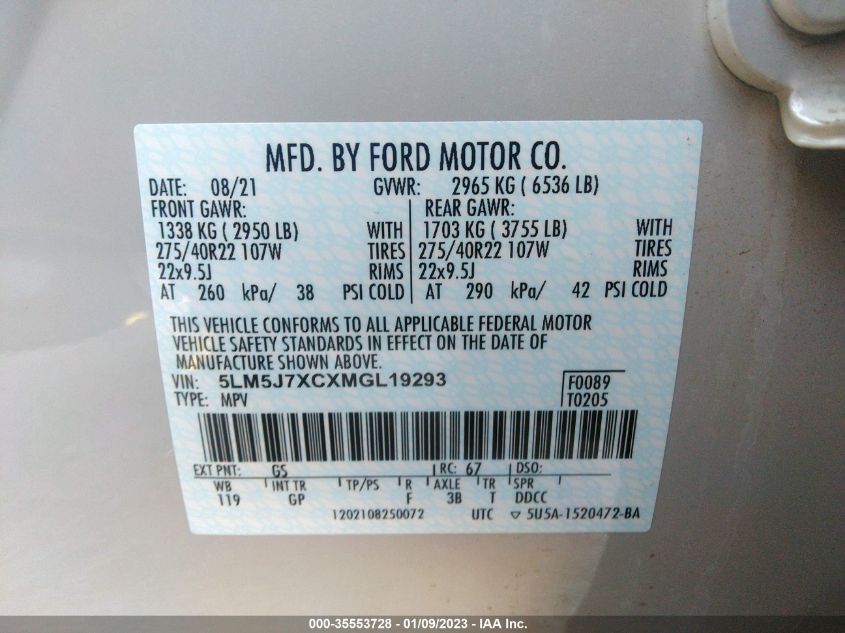 MFD. BY FORD MOTOR CO.
DATE: 08/21 GVWR: 2965 KG ( 6536 LB)
FRONT GAWR: REAR GAWR:
1338 KG ( 2950 LB) WITH 1703 KG ( 3755 LB) WITH
275/40R22 107W TIRES 275/40R22 107W TIRES
22x9.5J RIMS 22x9.5J RIMS
AT 260 kPa/ 38 PSI COLD AT 290 kPa/ 42 PSI COLD
THIS VEHICLE CONFORMS TO ALL APPLICABLE FEDERAL MOTOR
VEHICLE SAFETY STANDARDS IN EFFECT ON THE DATE OF
MANUFACTURE SHOWN ABOVE.
VIN: 5LM5J7XCXMGL19293 F0089
TYPE: MPV T0205
EXT PNT: GS RC: 67 DSO:
WB INT TR TP/PS R AXLE TR SPR
119 GP F 3B T DDCC
1202108250072 UTC ▽ 5U5A-1520472-BA
000-35553728 - 01/09/2023 - IAA Inc.